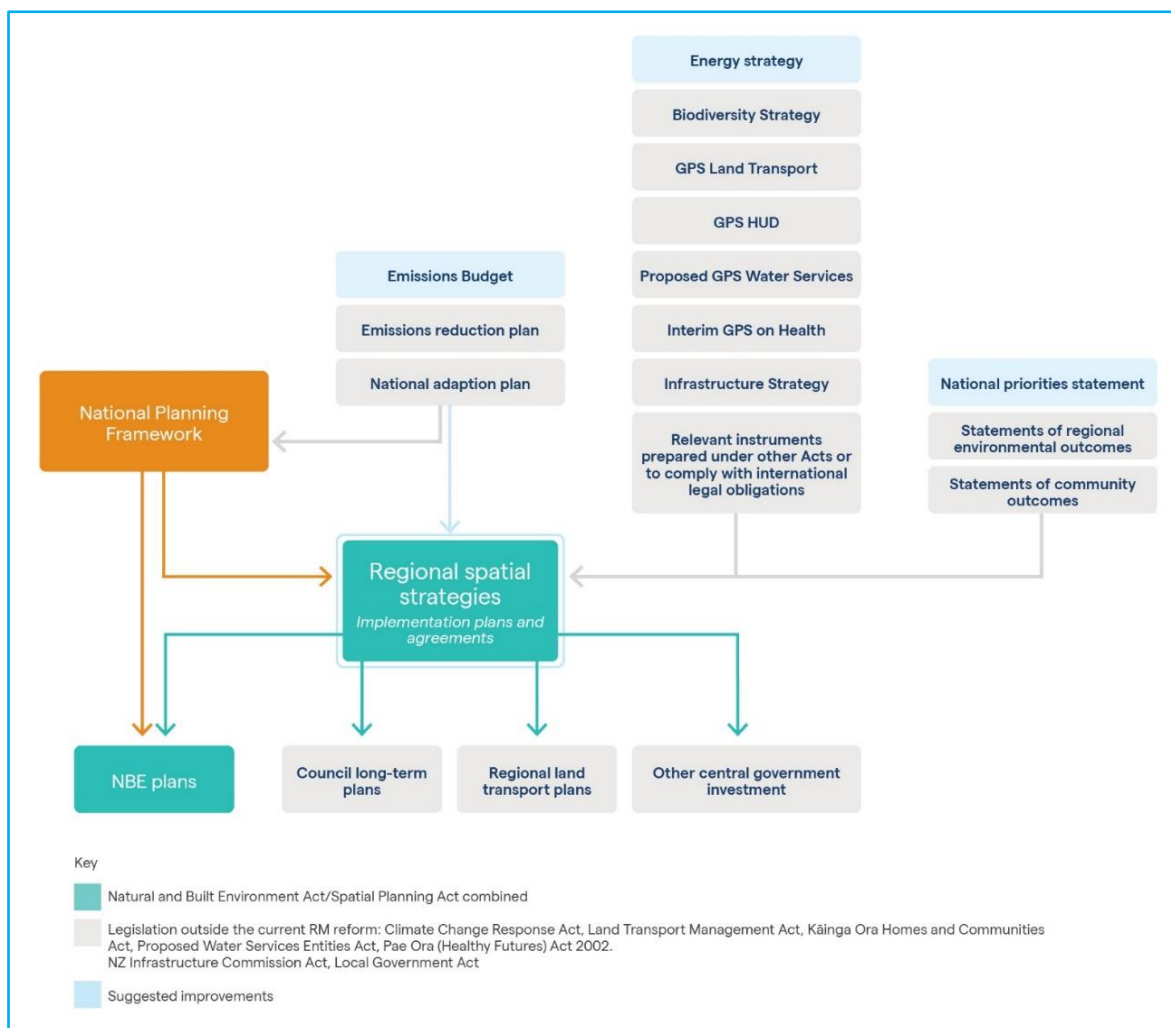 Energy strategy
Biodiversity Strategy
GPS Land Transport
GPS HUD
Proposed GPS Water Services
Interim GPS on Health
Infrastructure Strategy
Relevant instruments
prepared under other Acts or
to comply with international
legal obligations
Emissions Budget
Emissions reduction plan
National adaption plan
National priorities statement
Statements of regional
environmental outcomes
Statements of community
outcomes
National Planning
Framework
Regional spatial
strategies
Implementation plans and
agreements
NBE plans
Council long-term
plans
Regional land
transport plans
Other central government
investment
Key
Natural and Built Environment Act/Spatial Planning Act combined
Legislation outside the current RM reform: Climate Change Response Act, Land Transport Management Act, Kāinga Ora Homes and Communities
Act, Proposed Water Services Entities Act, Pae Ora (Healthy Futures) Act 2002.
NZ Infrastructure Commission Act, Local Government Act
Suggested improvements